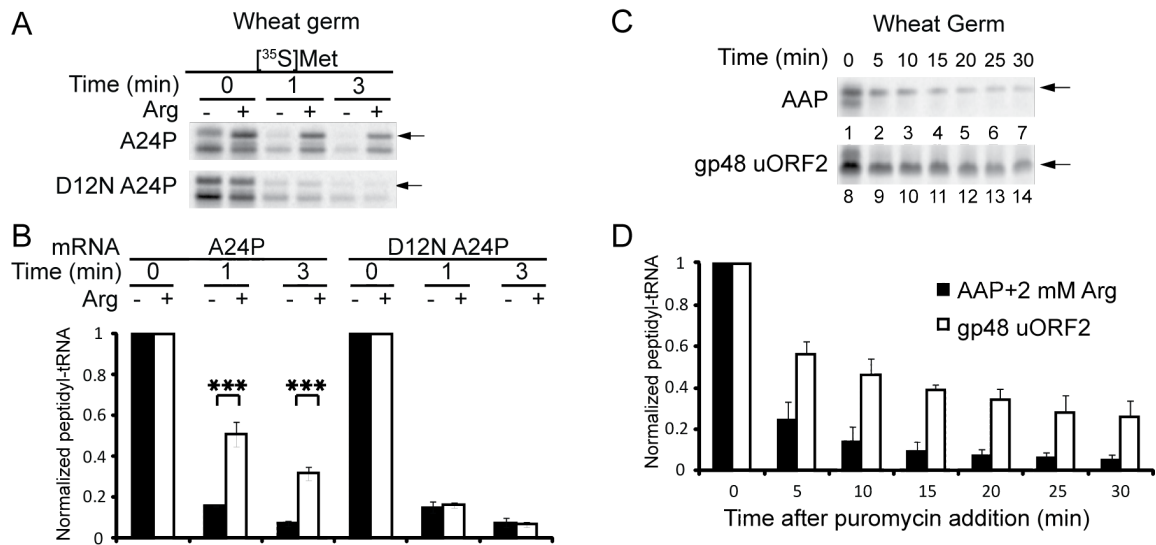 A
Wheat germ
[³⁵S]Met
Time (min) 0 1 3
Arg - + - + - +
A24P
D12N A24P
B
mRNA A24P D12N A24P
Time (min) 0 1 3 0 1 3
Arg - + - + - + - + - + - +
Normalized peptidyl-tRNA
1
0.8
0.6
0.4
0.2
0
*** ***
C
Wheat Germ
Time (min) 0 5 10 15 20 25 30
AAP
1 2 3 4 5 6 7
gp48 uORF2
8 9 10 11 12 13 14
D
Normalized peptidyl-tRNA
1
0.8
0.6
0.4
0.2
0
AAP+2 mM Arg
gp48 uORF2
0 5 10 15 20 25 30
Time after puromycin addition (min)